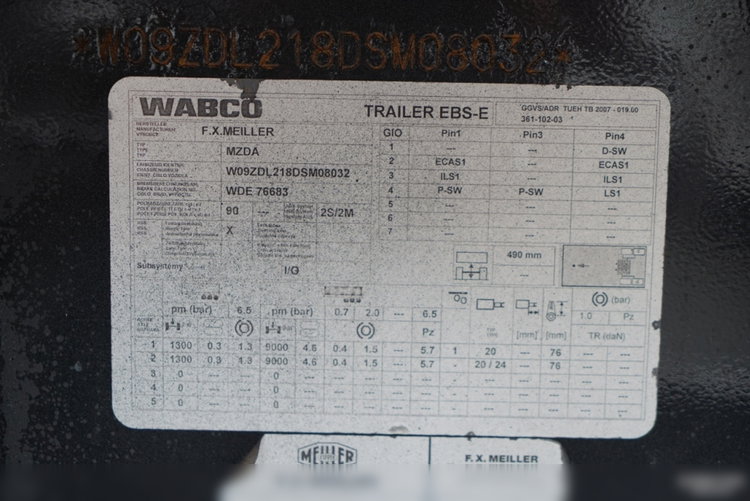 *W09ZDL218DSM08032*
WABCO TRAILER EBS-E GGVS/ADR TUEH TB 2007 - 019.00
361-102-03
F.X.MEILLER GIO Pin1 Pin3 Pin4
MZDA 1 --- --- D-SW
2 ECAS1 --- ---
W09ZDL218DSM08032 3 ILS1 --- ILS1
WDE 76683 4 P-SW P-SW LS1
90 --- 2S/2M 5 --- --- ---
X 6 --- --- ---
7 --- --- ---
490 mm
Subsystems I/O ---
(bar)
pm (bar) 6.5 pm (bar) 0.7 2.0 --- 6.5 1.0 Pz
Pz [mm] [mm] TR (daN)
1 1300 0.3 1.3 9000 4.6 0.4 1.5 --- 5.7 1 20 --- 76 --- ---
2 1300 0.3 1.3 9000 4.6 0.4 1.5 --- 5.7 - 20 / 24 --- 76 --- ---
3 0 --- --- 0 --- --- --- --- --- - --- --- --- --- ---
4 0 --- --- 0 --- --- --- --- --- - --- --- --- --- ---
5 0 --- --- 0 --- --- --- --- --- - --- --- --- --- ---
MEILLER F.X.MEILLER